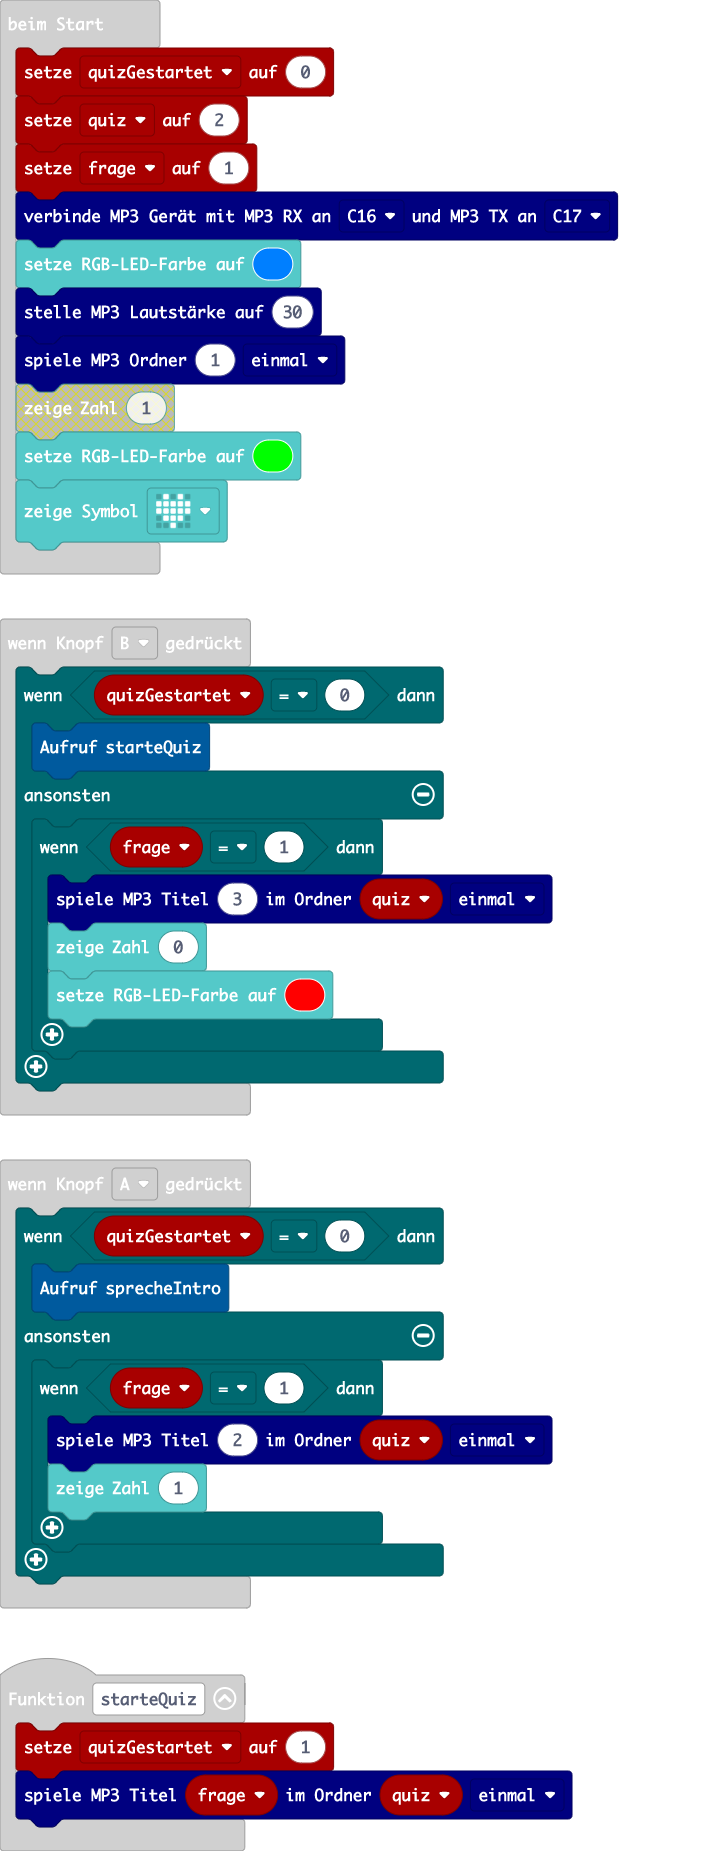 beim Start
setze quizGestartet auf 0
setze quiz auf 2
setze frage auf 1
verbinde MP3 Gerät mit MP3 RX an C16 und MP3 TX an C17
setze RGB-LED-Farbe auf
stelle MP3 Lautstärke auf 30
spiele MP3 Ordner 1 einmal
zeige Zahl 1
setze RGB-LED-Farbe auf
zeige Symbol
wenn Knopf B gedrückt
wenn quizGestartet = 0 dann
Aufruf starteQuiz
ansonsten
wenn frage = 1 dann
spiele MP3 Titel 3 im Ordner quiz einmal
zeige Zahl 0
setze RGB-LED-Farbe auf
wenn Knopf A gedrückt
wenn quizGestartet = 0 dann
Aufruf sprecheIntro
ansonsten
wenn frage = 1 dann
spiele MP3 Titel 2 im Ordner quiz einmal
zeige Zahl 1
Funktion starteQuiz
setze quizGestartet auf 1
spiele MP3 Titel frage im Ordner quiz einmal